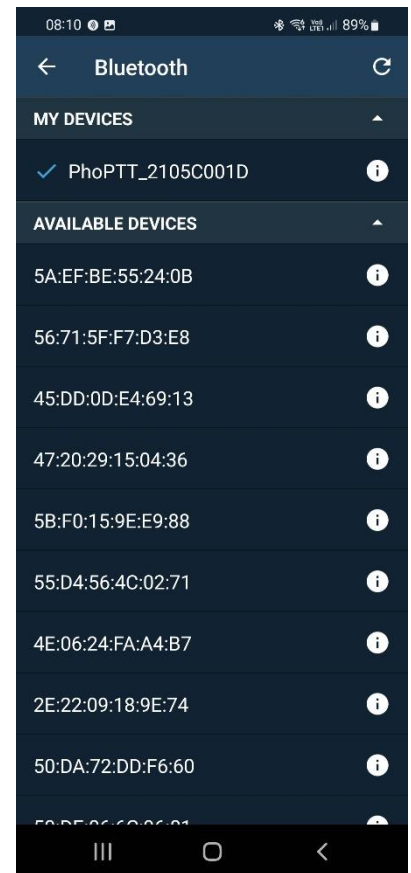 08:10 89%
Bluetooth
MY DEVICES
PhoPTT_2105C001D
AVAILABLE DEVICES
5A:EF:BE:55:24:0B
56:71:5F:F7:D3:E8
45:DD:0D:E4:69:13
47:20:29:15:04:36
5B:F0:15:9E:E9:88
55:D4:56:4C:02:71
4E:06:24:FA:A4:B7
2E:22:09:18:9E:74
50:DA:72:DD:F6:60